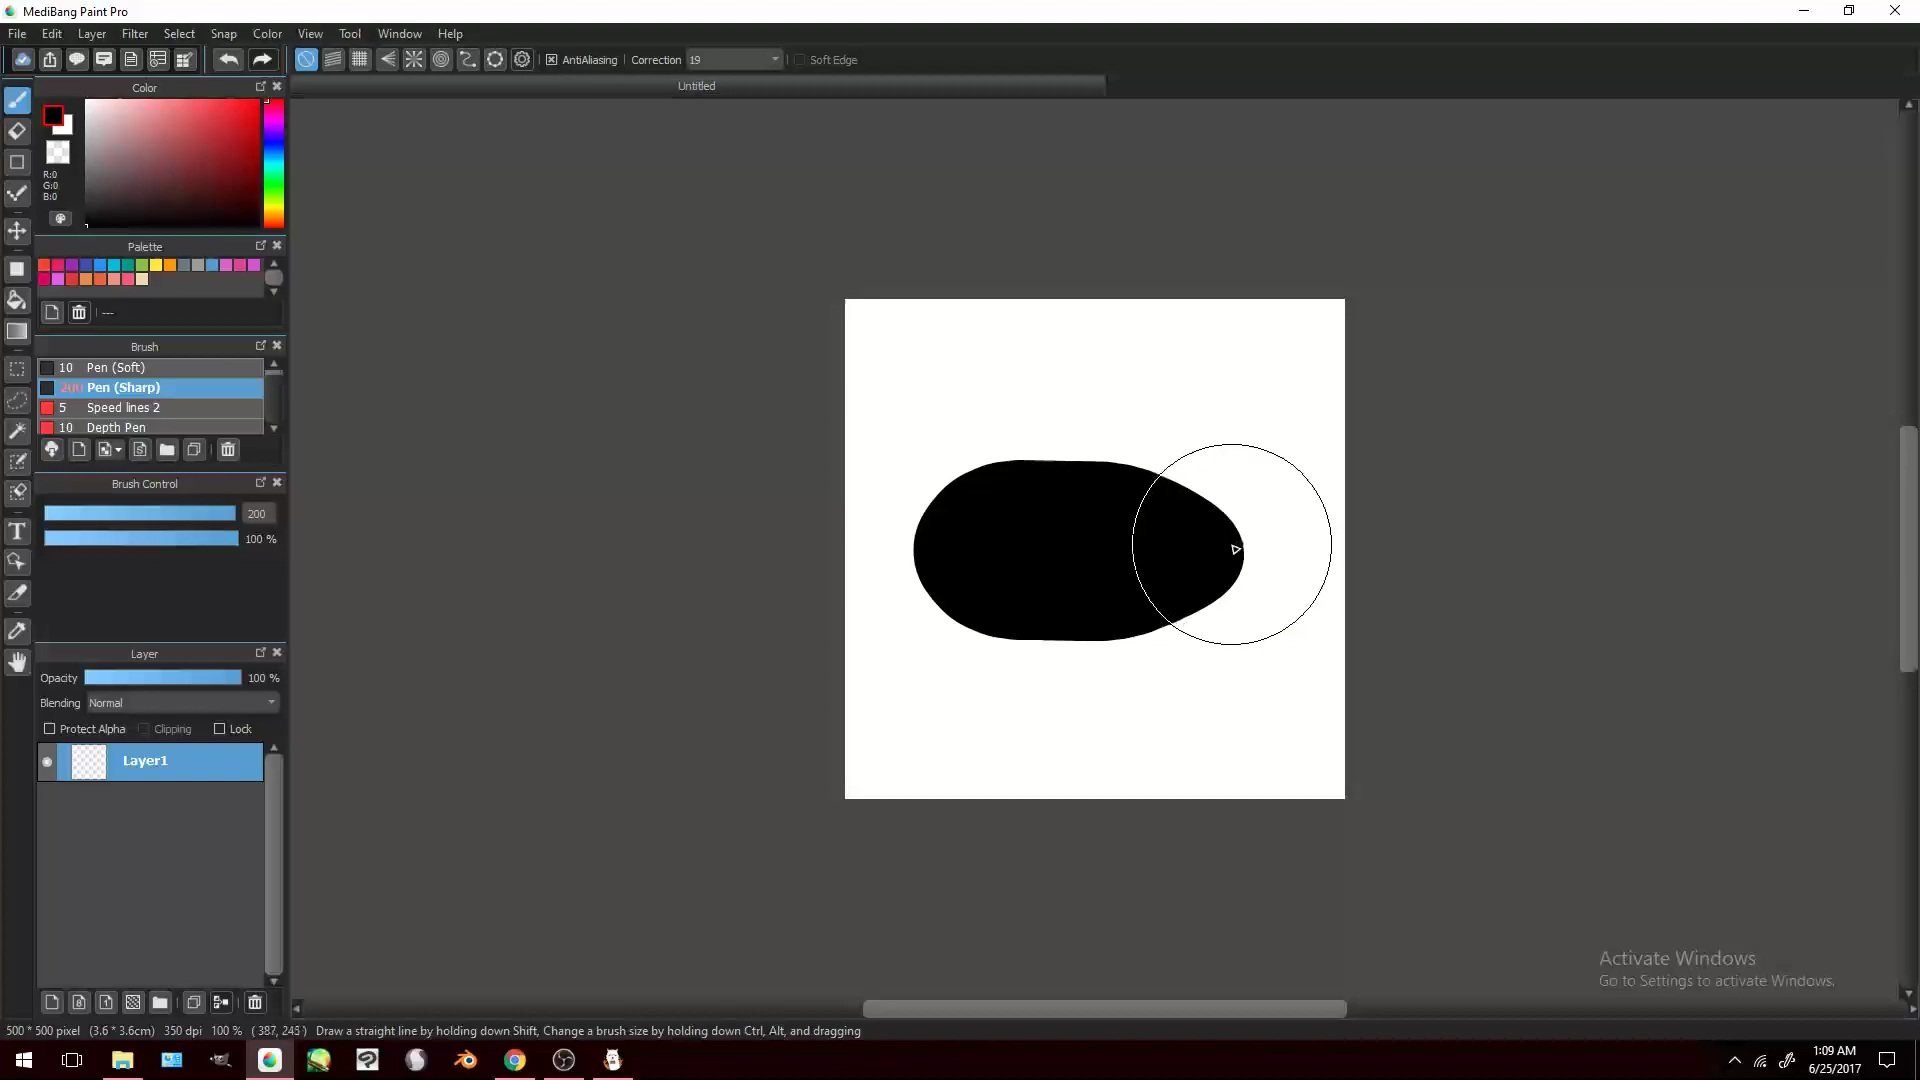 MediBang Paint Pro
File Edit Layer Filter Select Snap Color View Tool Window Help
AntiAliasing Correction 19 Soft Edge
Untitled
Color
R:0
G:0
B:0
Palette
---
Brush
10 Pen (Soft)
200 Pen (Sharp)
5 Speed lines 2
10 Depth Pen
Brush Control
200
100 %
Layer
Opacity 100 %
Blending Normal
Protect Alpha Clipping Lock
Layer1
Activate Windows
Go to Settings to activate Windows.
500 * 500 pixel (3.6 * 3.6cm) 350 dpi 100 % Draw a straight line by holding down Shift, Change a brush size by holding down Ctrl, Alt, and dragging
1:09 AM
6/25/2017